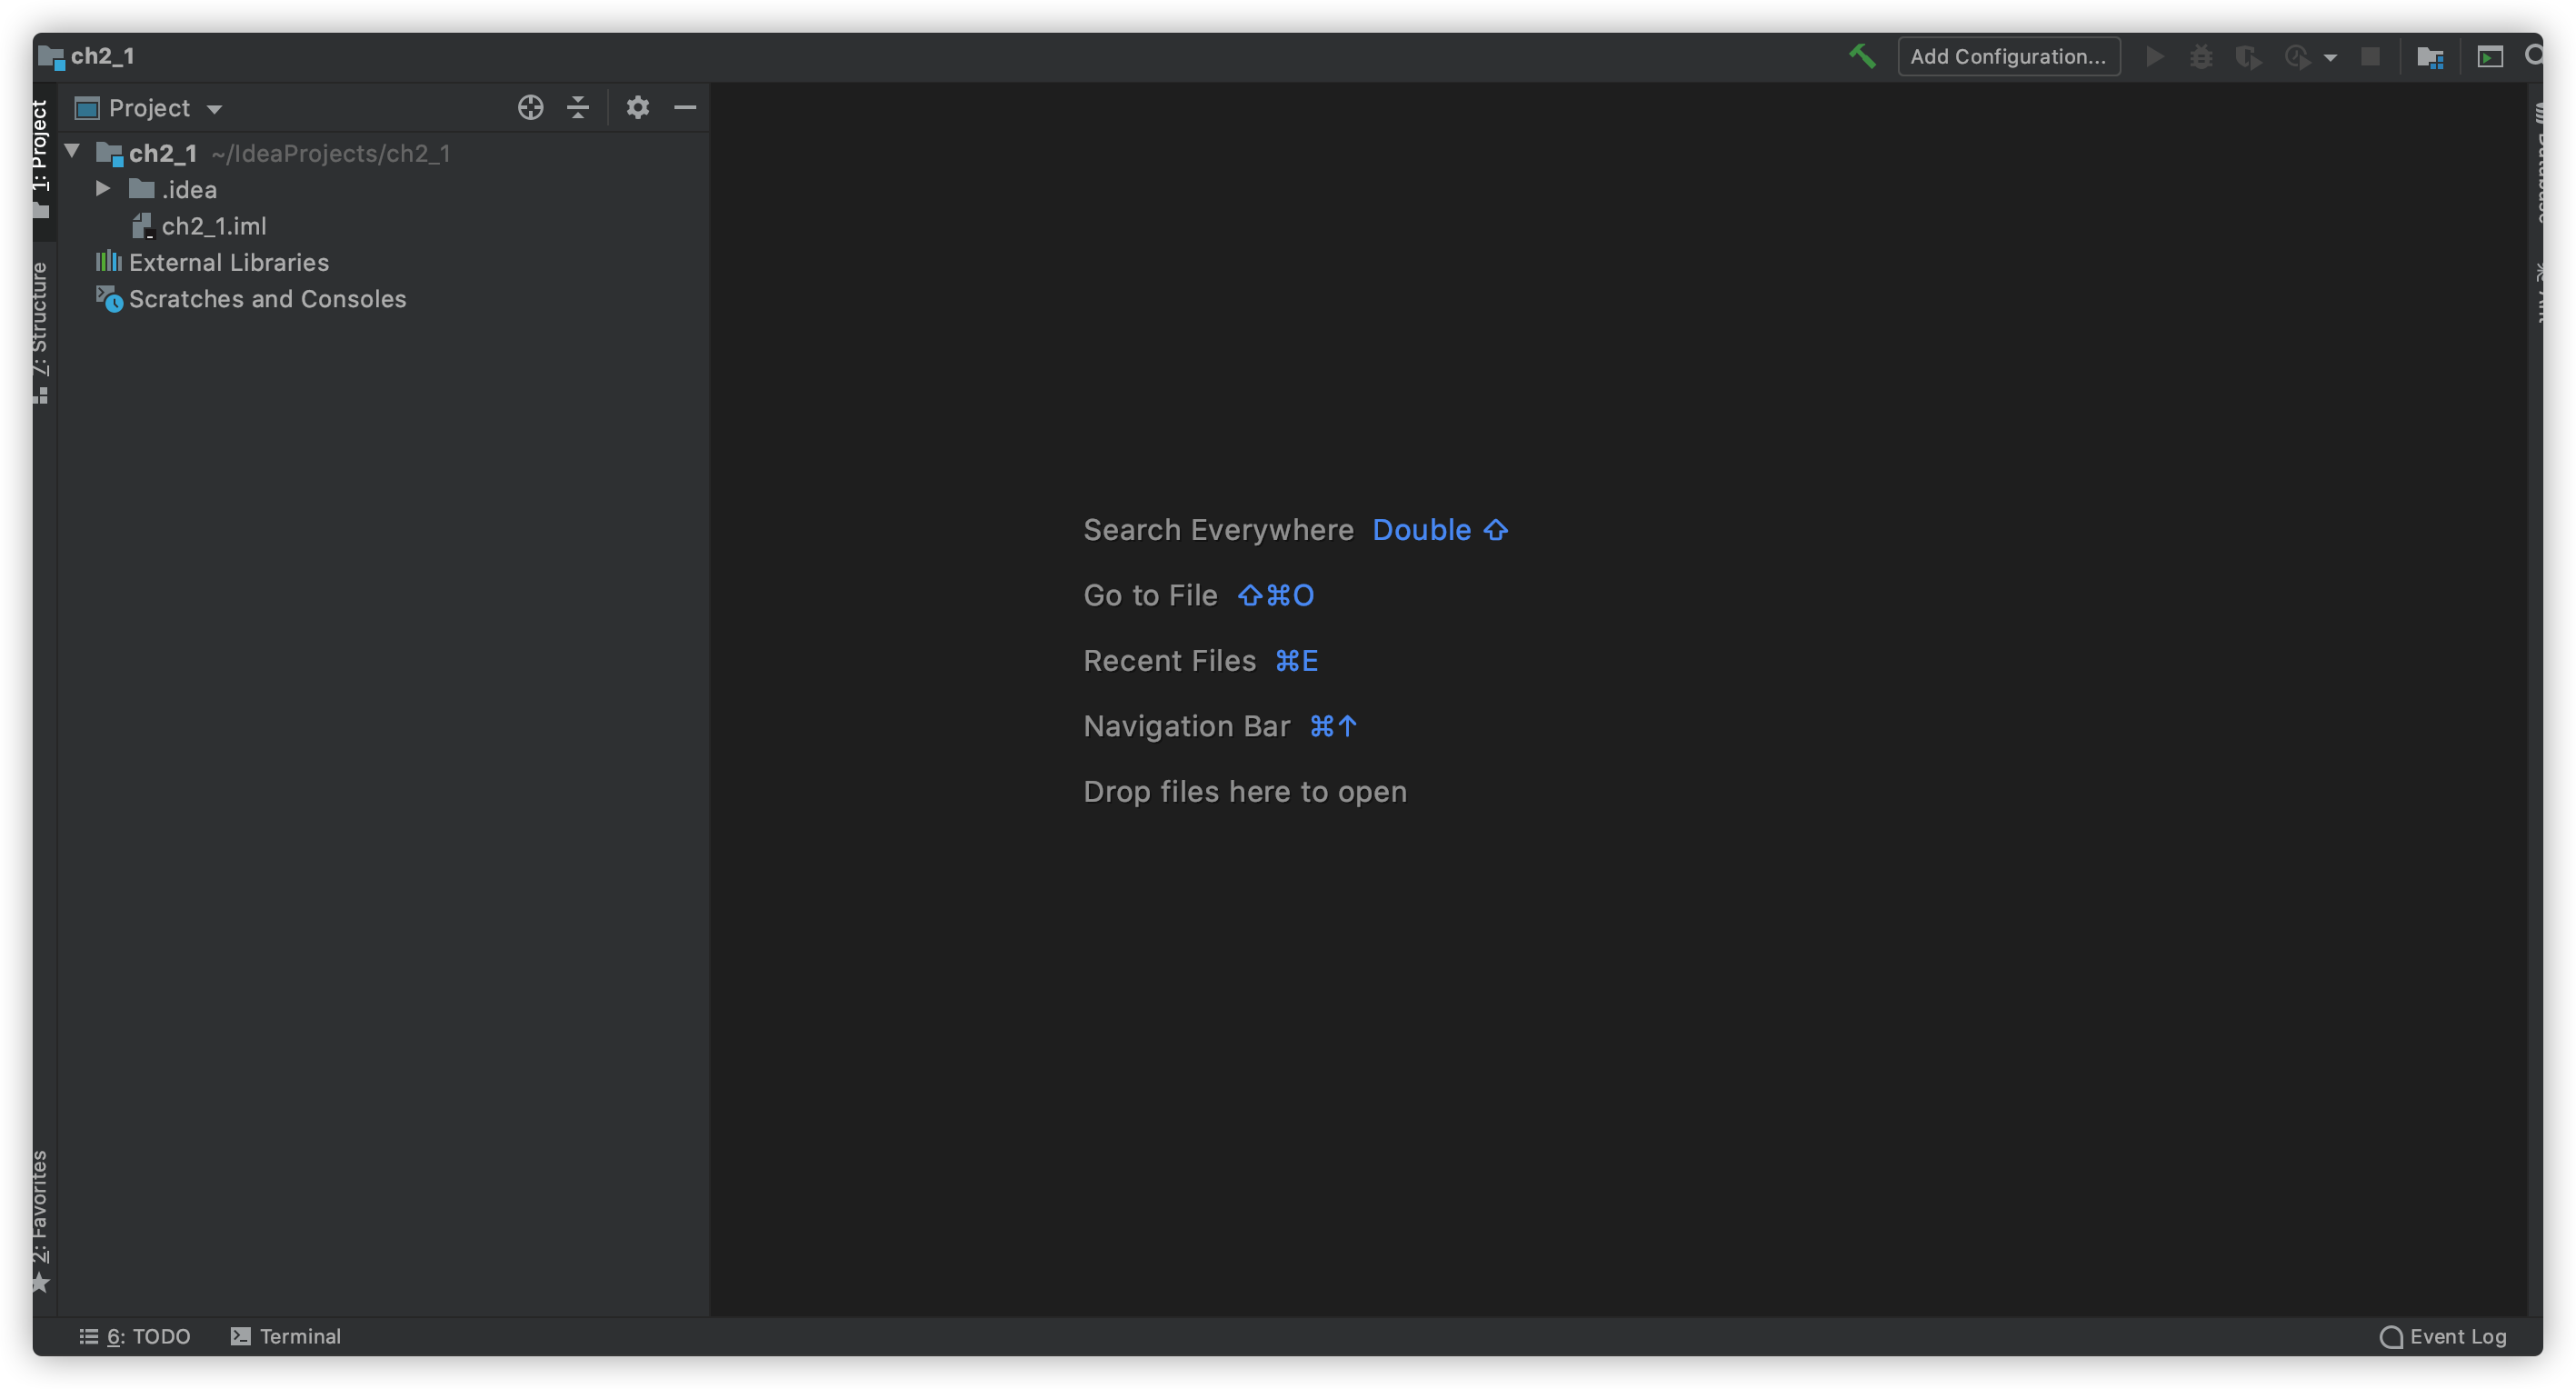 ch2_1
Add Configuration...
1: Project
Project
ch2_1 ~/IdeaProjects/ch2_1
.idea
ch2_1.iml
External Libraries
Scratches and Consoles
7: Structure
Search Everywhere Double ⇧
Go to File ⇧⌘O
Recent Files ⌘E
Navigation Bar ⌘↑
Drop files here to open
2: Favorites
6: TODO
Terminal
Event Log